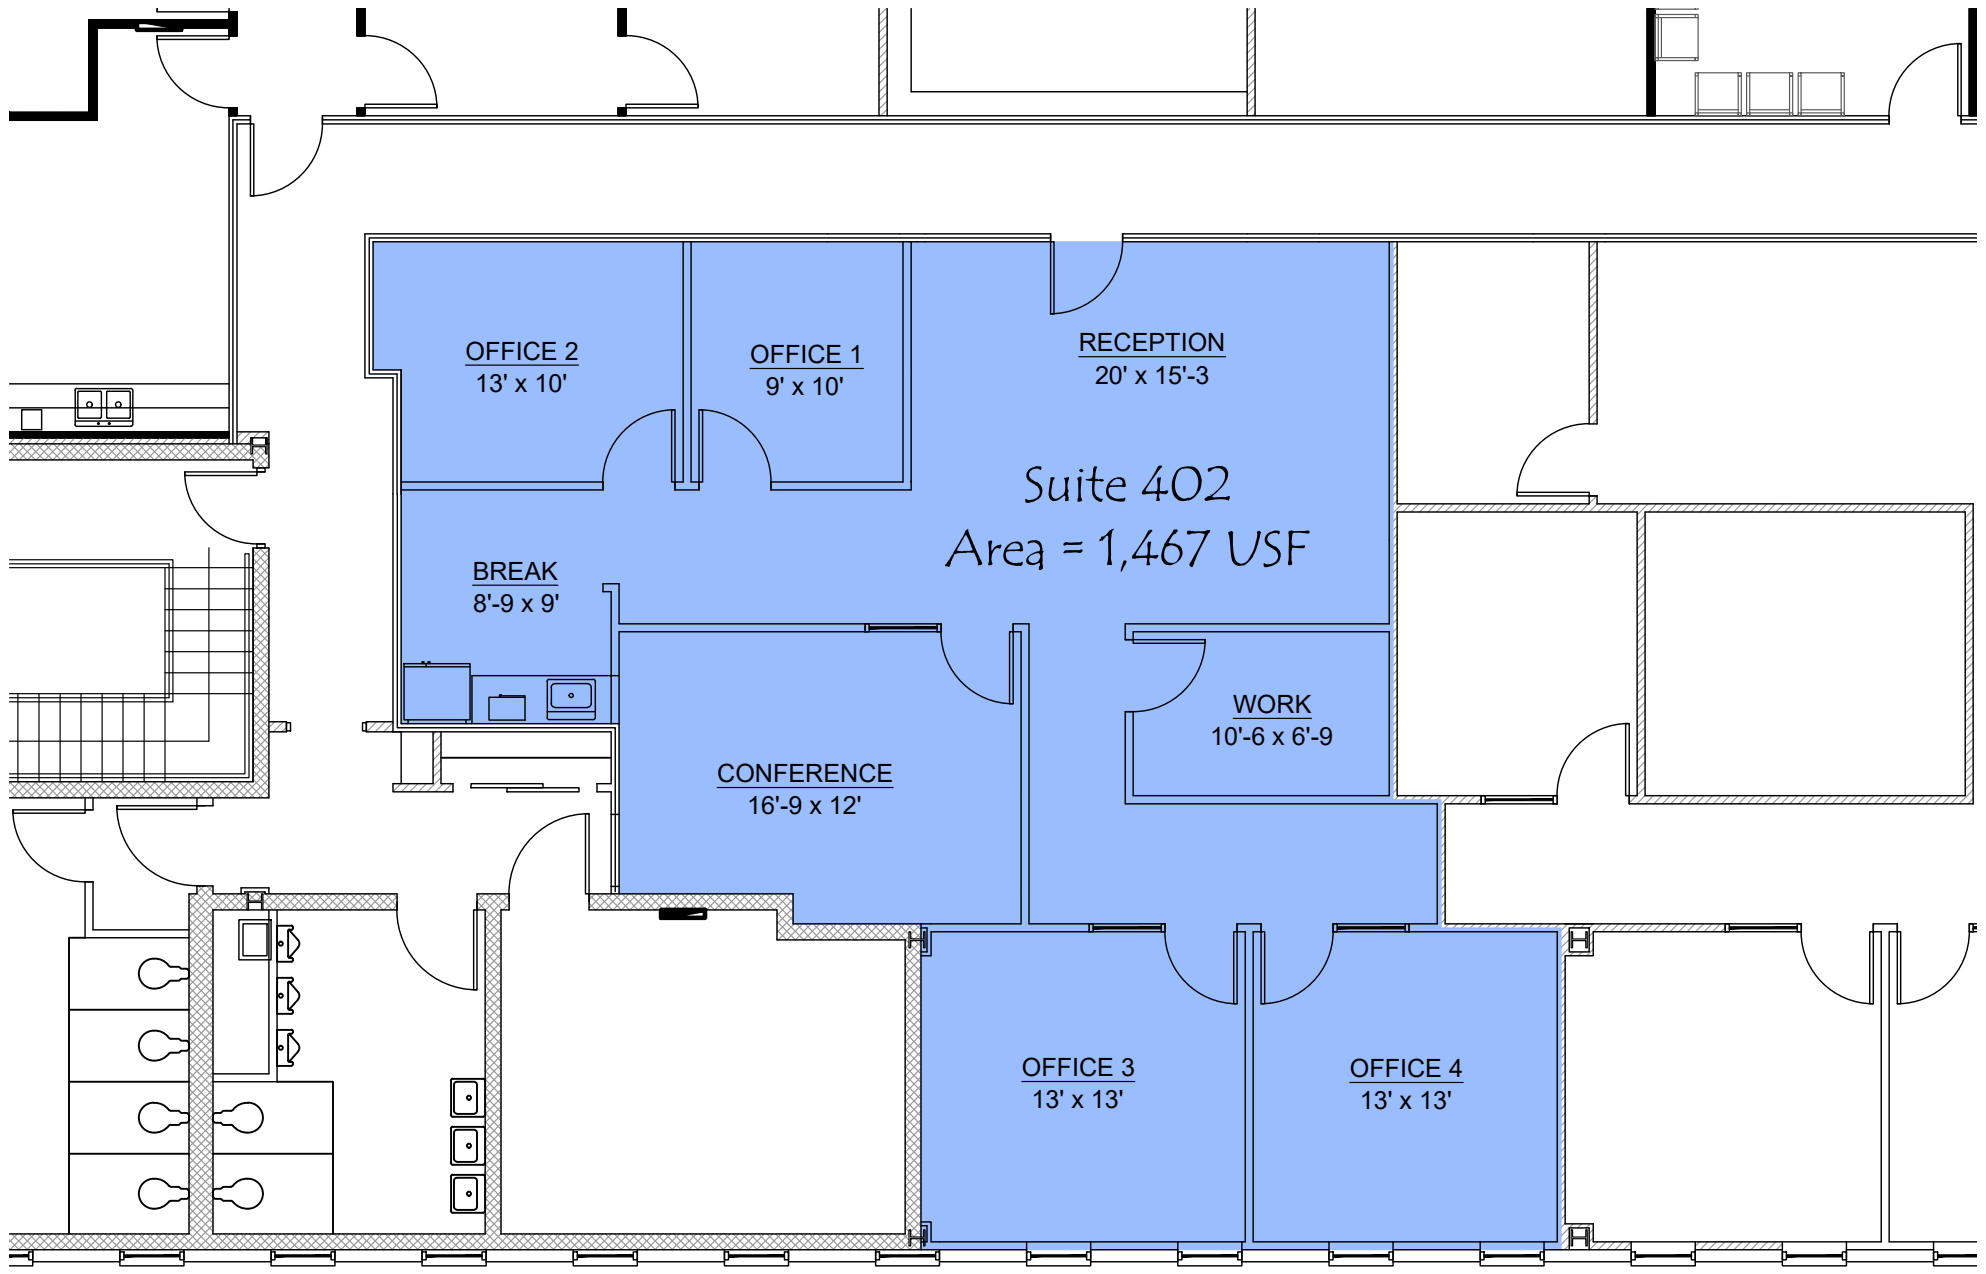 OFFICE 2
13' x 10'
OFFICE 1
9' x 10'
RECEPTION
20' x 15'-3
Suite 402
Area = 1,467 USF
BREAK
8'-9 x 9'
WORK
10'-6 x 6'-9
CONFERENCE
16'-9 x 12'
OFFICE 3
13' x 13'
OFFICE 4
13' x 13'